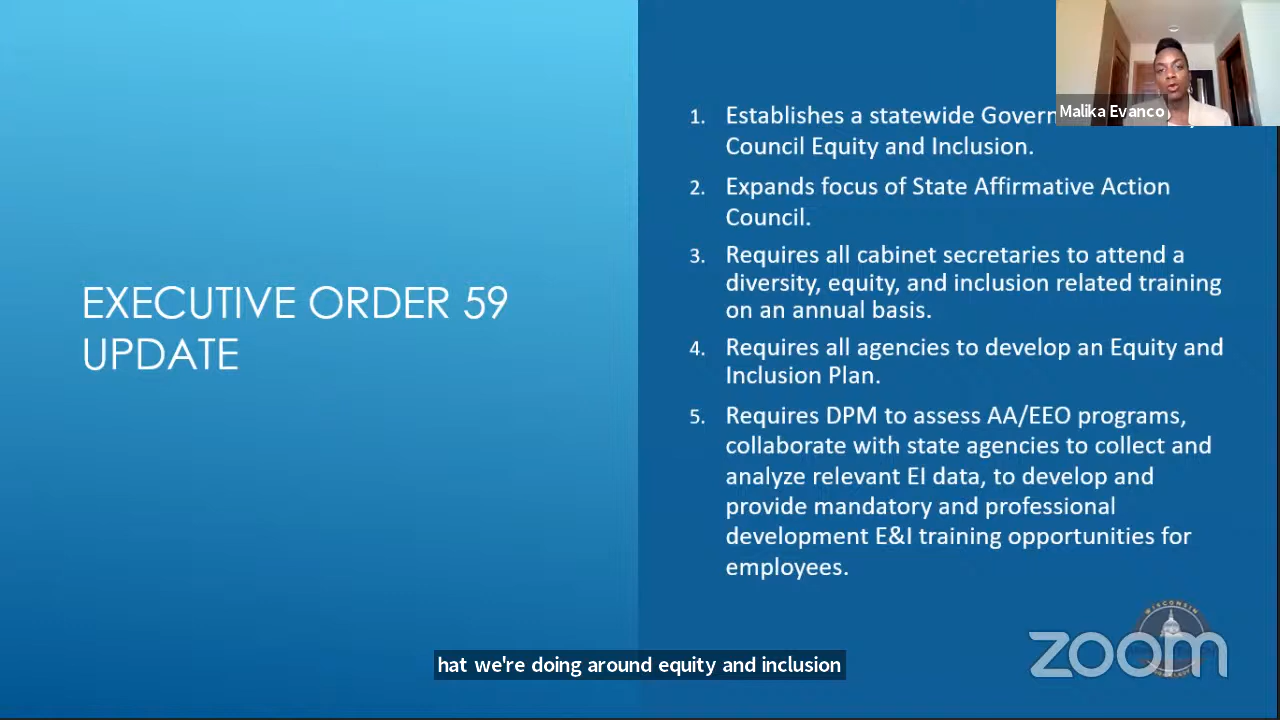 EXECUTIVE ORDER 59
UPDATE
Malika Evanco
1. Establishes a statewide Govern
Council Equity and Inclusion.
2. Expands focus of State Affirmative Action
Council.
3. Requires all cabinet secretaries to attend a
diversity, equity, and inclusion related training
on an annual basis.
4. Requires all agencies to develop an Equity and
Inclusion Plan.
5. Requires DPM to assess AA/EEO programs,
collaborate with state agencies to collect and
analyze relevant EI data, to develop and
provide mandatory and professional
development E&I training opportunities for
employees.
WISCONSIN
zoom
hat we're doing around equity and inclusion